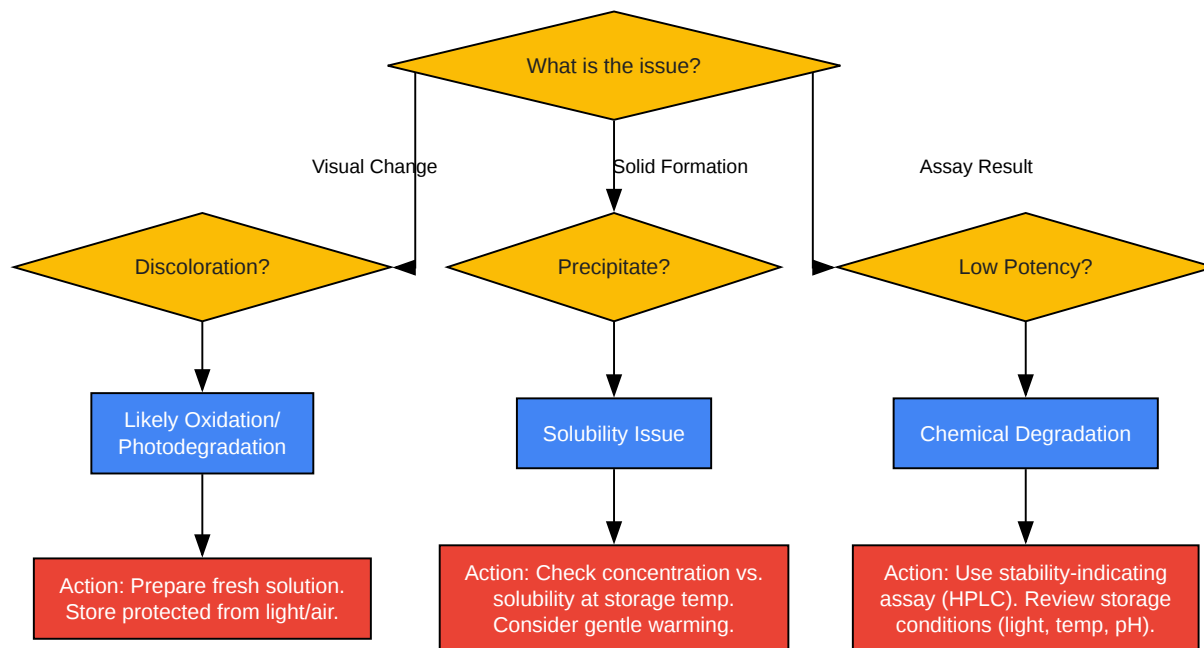 What is the issue?
Visual Change
Solid Formation
Assay Result
Discoloration?
Precipitate?
Low Potency?
Likely Oxidation/
Photodegradation
Solubility Issue
Chemical Degradation
Action: Prepare fresh solution.
Store protected from light/air.
Action: Check concentration vs.
solubility at storage temp.
Consider gentle warming.
Action: Use stability-indicating
assay (HPLC). Review storage
conditions (light, temp, pH).